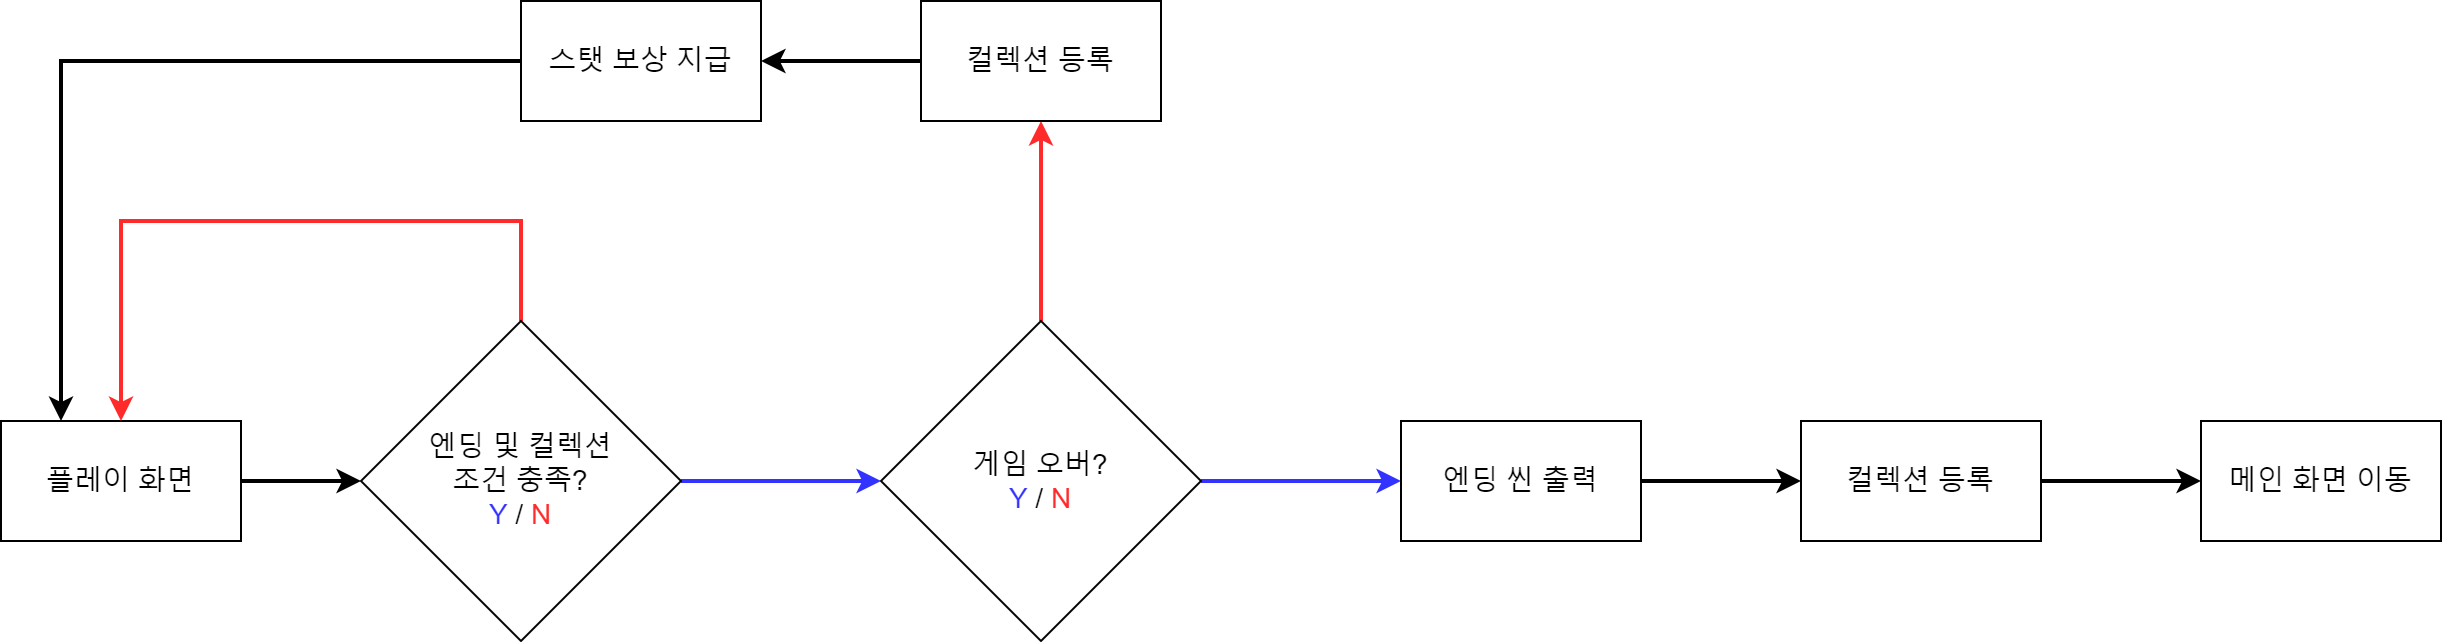 스탯 보상 지급
컬렉션 등록
플레이 화면
엔딩 및 컬렉션
조건 충족?
Y / N
게임 오버?
Y / N
엔딩 씬 출력
컬렉션 등록
메인 화면 이동